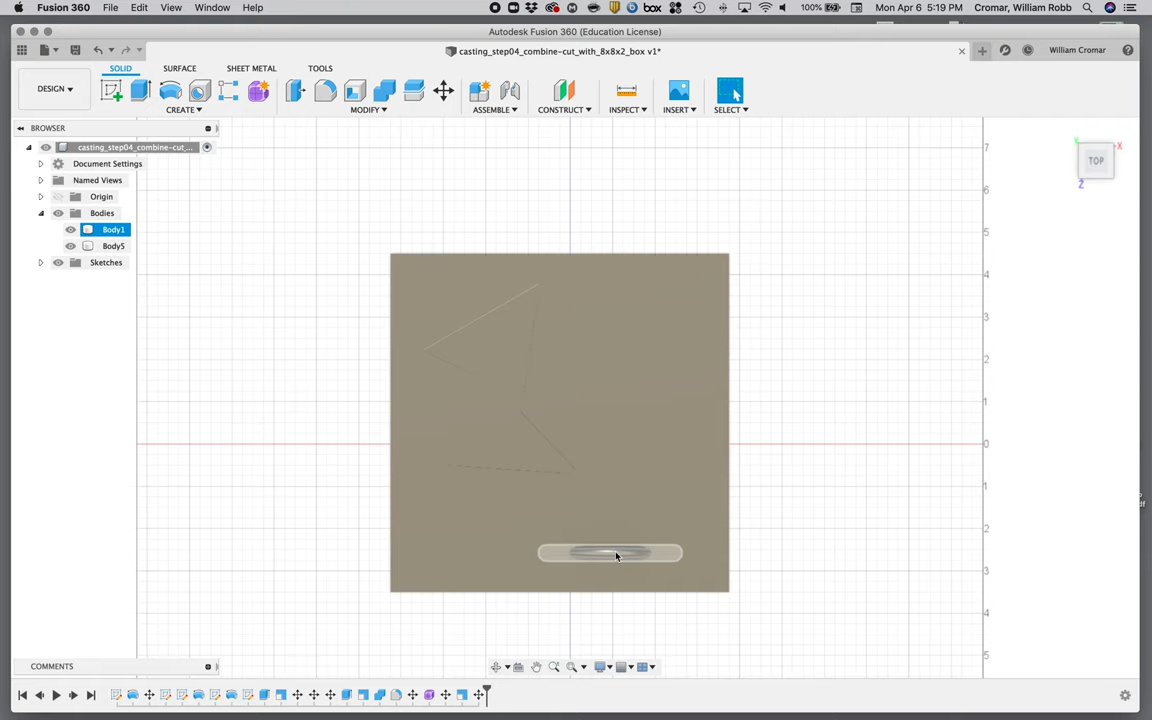 Fusion 360 File Edit View Window Help box 100% Mon Apr 6 5:19 PM Cromar, William Robb
Autodesk Fusion 360 (Education License)
casting_step04_combine-cut_with_8x8x2_box v1* William Cromar
SOLID SURFACE SHEET METAL TOOLS
DESIGN
CREATE MODIFY ASSEMBLE CONSTRUCT INSPECT INSERT SELECT
BROWSER
casting_step04_combine-cut_...
Document Settings
Named Views
Origin
Bodies
Body1
Body5
Sketches
TOP
X
Y
Z
7
6
5
4
3
2
1
0
1
2
3
4
5
df
COMMENTS